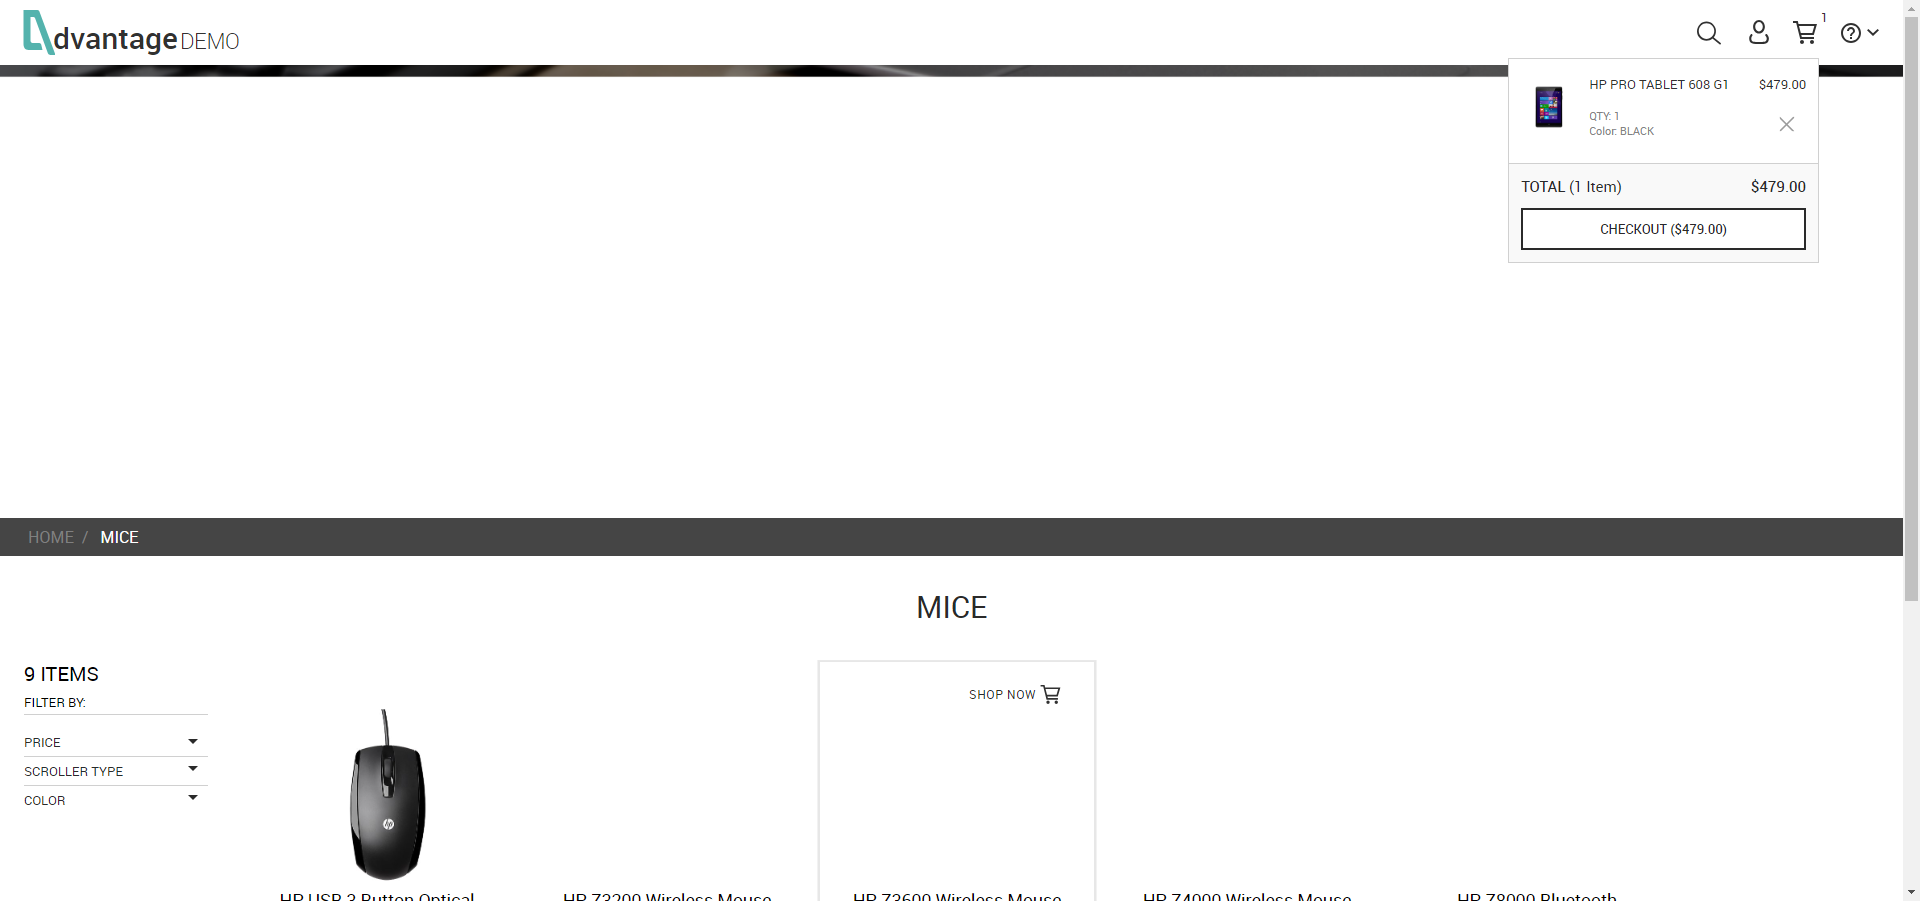 dvantage DEMO
1
HP PRO TABLET 608 G1 $479.00
QTY: 1
Color: BLACK
TOTAL (1 Item) $479.00
CHECKOUT ($479.00)
HOME / MICE
MICE
9 ITEMS
FILTER BY:
PRICE
SCROLLER TYPE
COLOR
SHOP NOW
hp
HP USB 3 Button Optical
HP Z3200 Wireless Mouse
HP Z3600 Wireless Mouse
HP Z4000 Wireless Mouse
HP Z8000 Bluetooth